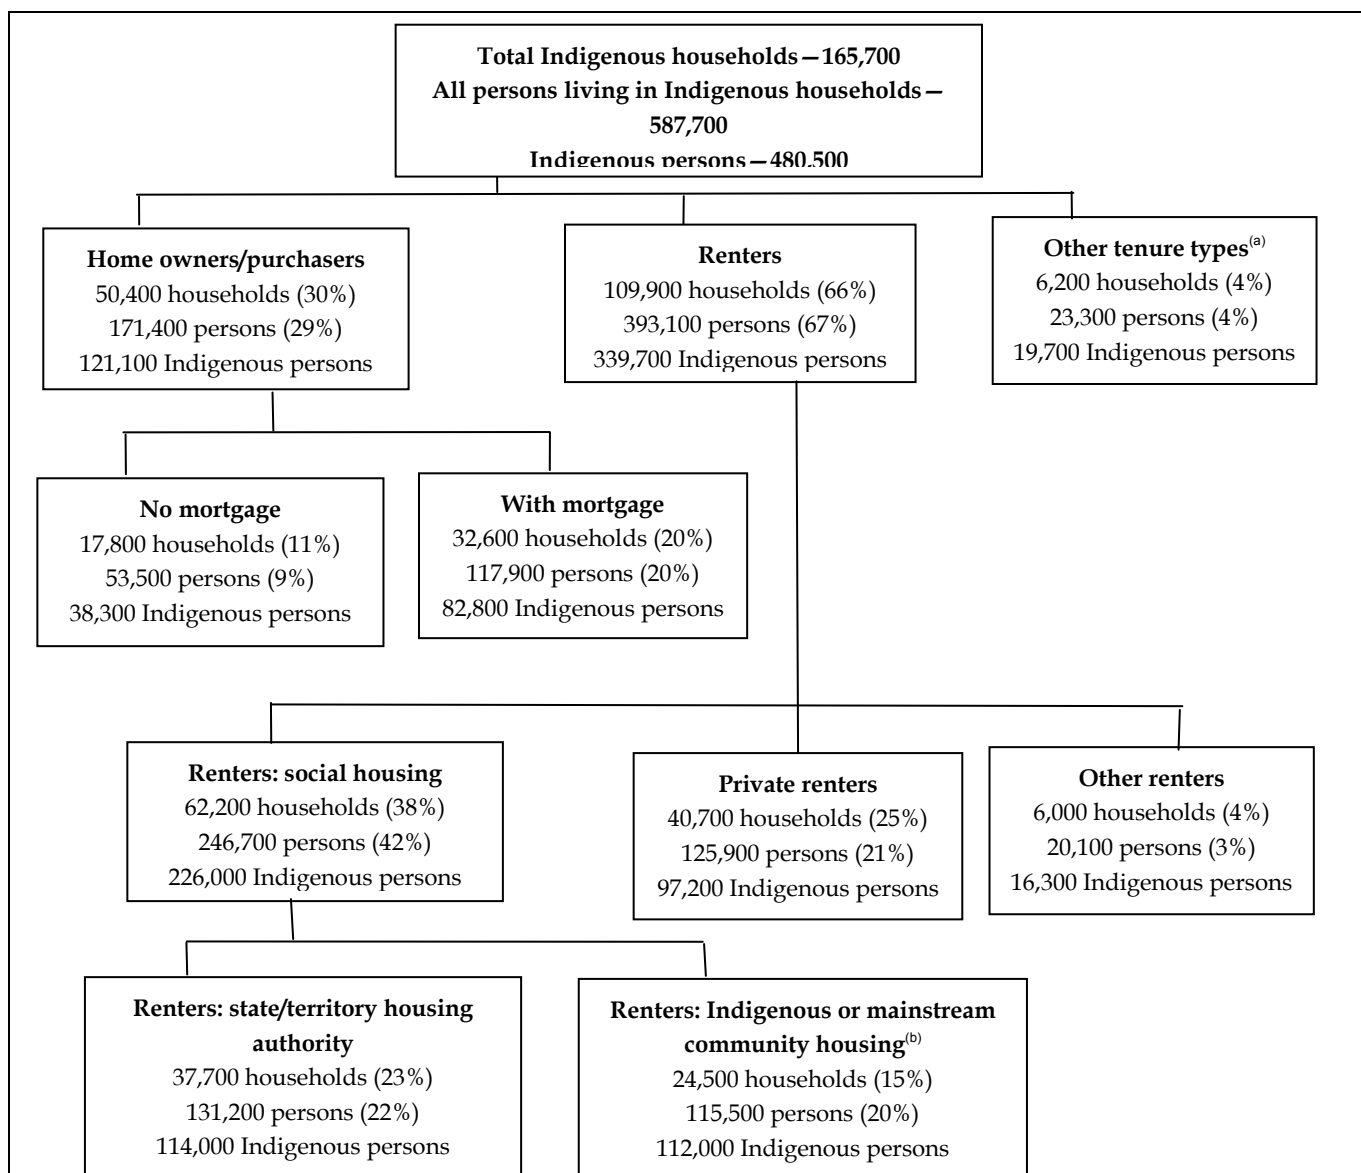 Total Indigenous households—165,700
All persons living in Indigenous households—
587,700
Indigenous persons—480,500
Home owners/purchasers
50,400 households (30%)
171,400 persons (29%)
121,100 Indigenous persons
Renters
109,900 households (66%)
393,100 persons (67%)
339,700 Indigenous persons
Other tenure types(a)
6,200 households (4%)
23,300 persons (4%)
19,700 Indigenous persons
No mortgage
17,800 households (11%)
53,500 persons (9%)
38,300 Indigenous persons
With mortgage
32,600 households (20%)
117,900 persons (20%)
82,800 Indigenous persons
Renters: social housing
62,200 households (38%)
246,700 persons (42%)
226,000 Indigenous persons
Private renters
40,700 households (25%)
125,900 persons (21%)
97,200 Indigenous persons
Other renters
6,000 households (4%)
20,100 persons (3%)
16,300 Indigenous persons
Renters: state/territory housing
authority
37,700 households (23%)
131,200 persons (22%)
114,000 Indigenous persons
Renters: Indigenous or mainstream
community housing(b)
24,500 households (15%)
115,500 persons (20%)
112,000 Indigenous persons